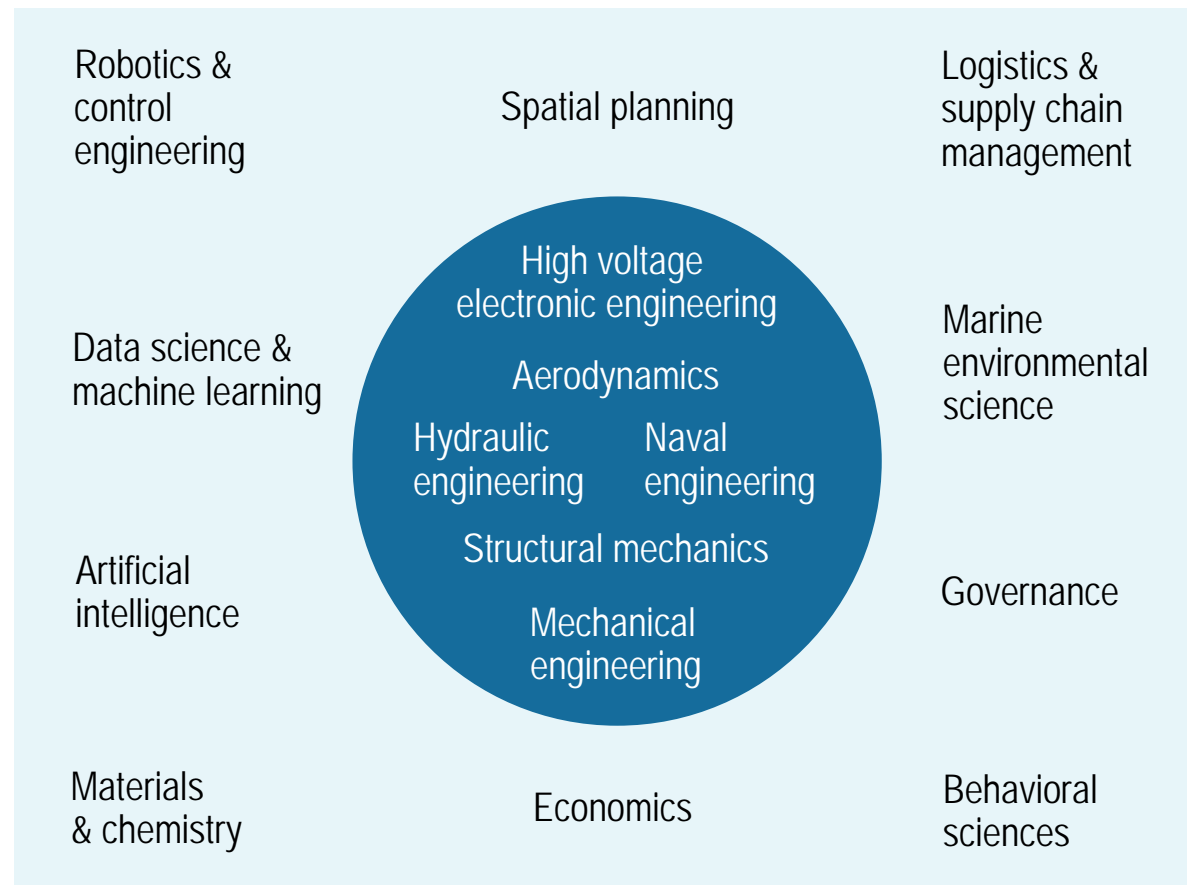 Robotics &
control
engineering
Spatial planning
Logistics &
supply chain
management
High voltage
electronic engineering
Data science &
machine learning
Aerodynamics
Marine
environmental
science
Hydraulic
engineering
Naval
engineering
Structural mechanics
Artificial
intelligence
Governance
Mechanical
engineering
Materials
& chemistry
Economics
Behavioral
sciences